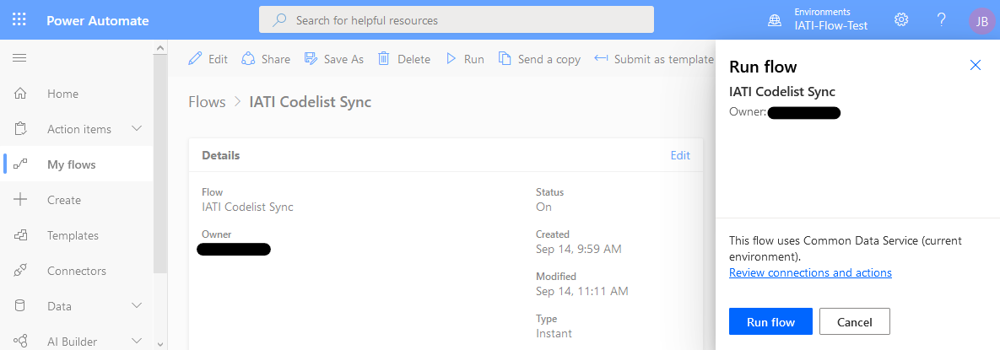 Power Automate
Search for helpful resources
Environments
IATI-Flow-Test
?
JB
Home
Action items
My flows
Create
Templates
Connectors
Data
AI Builder
Edit Share Save As Delete Run Send a copy Submit as template
Flows > IATI Codelist Sync
Details
Edit
Flow
IATI Codelist Sync
Owner
Status
On
Created
Sep 14, 9:59 AM
Modified
Sep 14, 11:11 AM
Type
Instant
Run flow
IATI Codelist Sync
Owner:
This flow uses Common Data Service (current
environment).
Review connections and actions
Run flow
Cancel